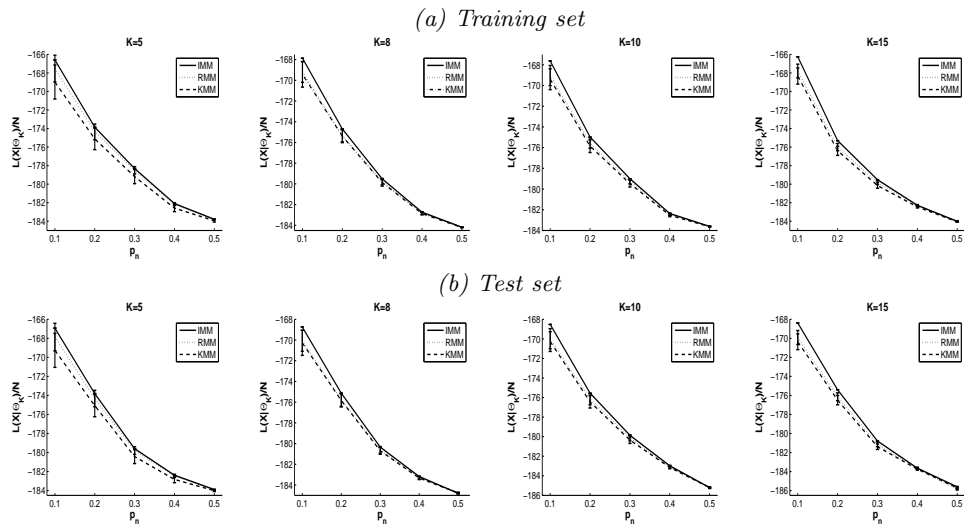 (a) Training set
K=5
K=8
K=10
K=15
IMM
RMM
KMM
IMM
RMM
KMM
IMM
RMM
KMM
IMM
RMM
KMM
L(X|Θ_K)/N
L(X|Θ_K)/N
L(X|Θ_K)/N
L(X|Θ_K)/N
−166
−168
−170
−172
−174
−176
−178
−180
−182
−184
−168
−170
−172
−174
−176
−178
−180
−182
−184
−168
−170
−172
−174
−176
−178
−180
−182
−184
−166
−168
−170
−172
−174
−176
−178
−180
−182
−184
0.1 0.2 0.3 0.4 0.5
0.1 0.2 0.3 0.4 0.5
0.1 0.2 0.3 0.4 0.5
0.1 0.2 0.3 0.4 0.5
p_n
p_n
p_n
p_n
(b) Test set
K=5
K=8
K=10
K=15
IMM
RMM
KMM
IMM
RMM
KMM
IMM
RMM
KMM
IMM
RMM
KMM
L(X|Θ_K)/N
L(X|Θ_K)/N
L(X|Θ_K)/N
L(X|Θ_K)/N
−166
−168
−170
−172
−174
−176
−178
−180
−182
−184
−168
−170
−172
−174
−176
−178
−180
−182
−184
−168
−170
−172
−174
−176
−178
−180
−182
−184
−186
−168
−170
−172
−174
−176
−178
−180
−182
−184
−186
0.1 0.2 0.3 0.4 0.5
0.1 0.2 0.3 0.4 0.5
0.1 0.2 0.3 0.4 0.5
0.1 0.2 0.3 0.4 0.5
p_n
p_n
p_n
p_n